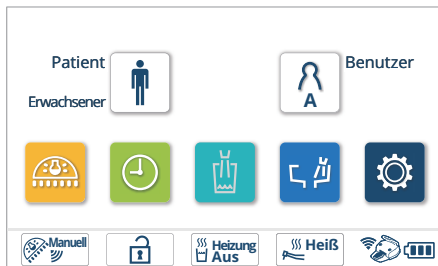 Patient
Benutzer
Erwachsener
A
Manuell
Heizung
Aus
Heiß